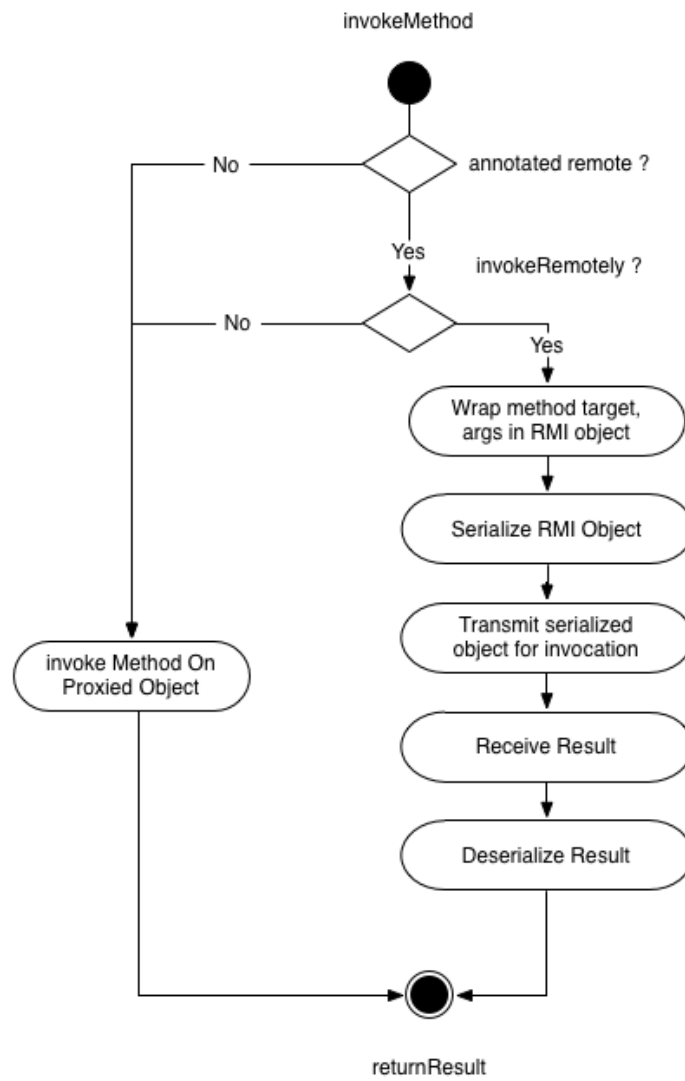 invokeMethod
No
annotated remote ?
Yes
invokeRemotely ?
No
Yes
Wrap method target,
args in RMI object
Serialize RMI Object
Transmit serialized
object for invocation
invoke Method On
Proxied Object
Receive Result
Deserialize Result
returnResult